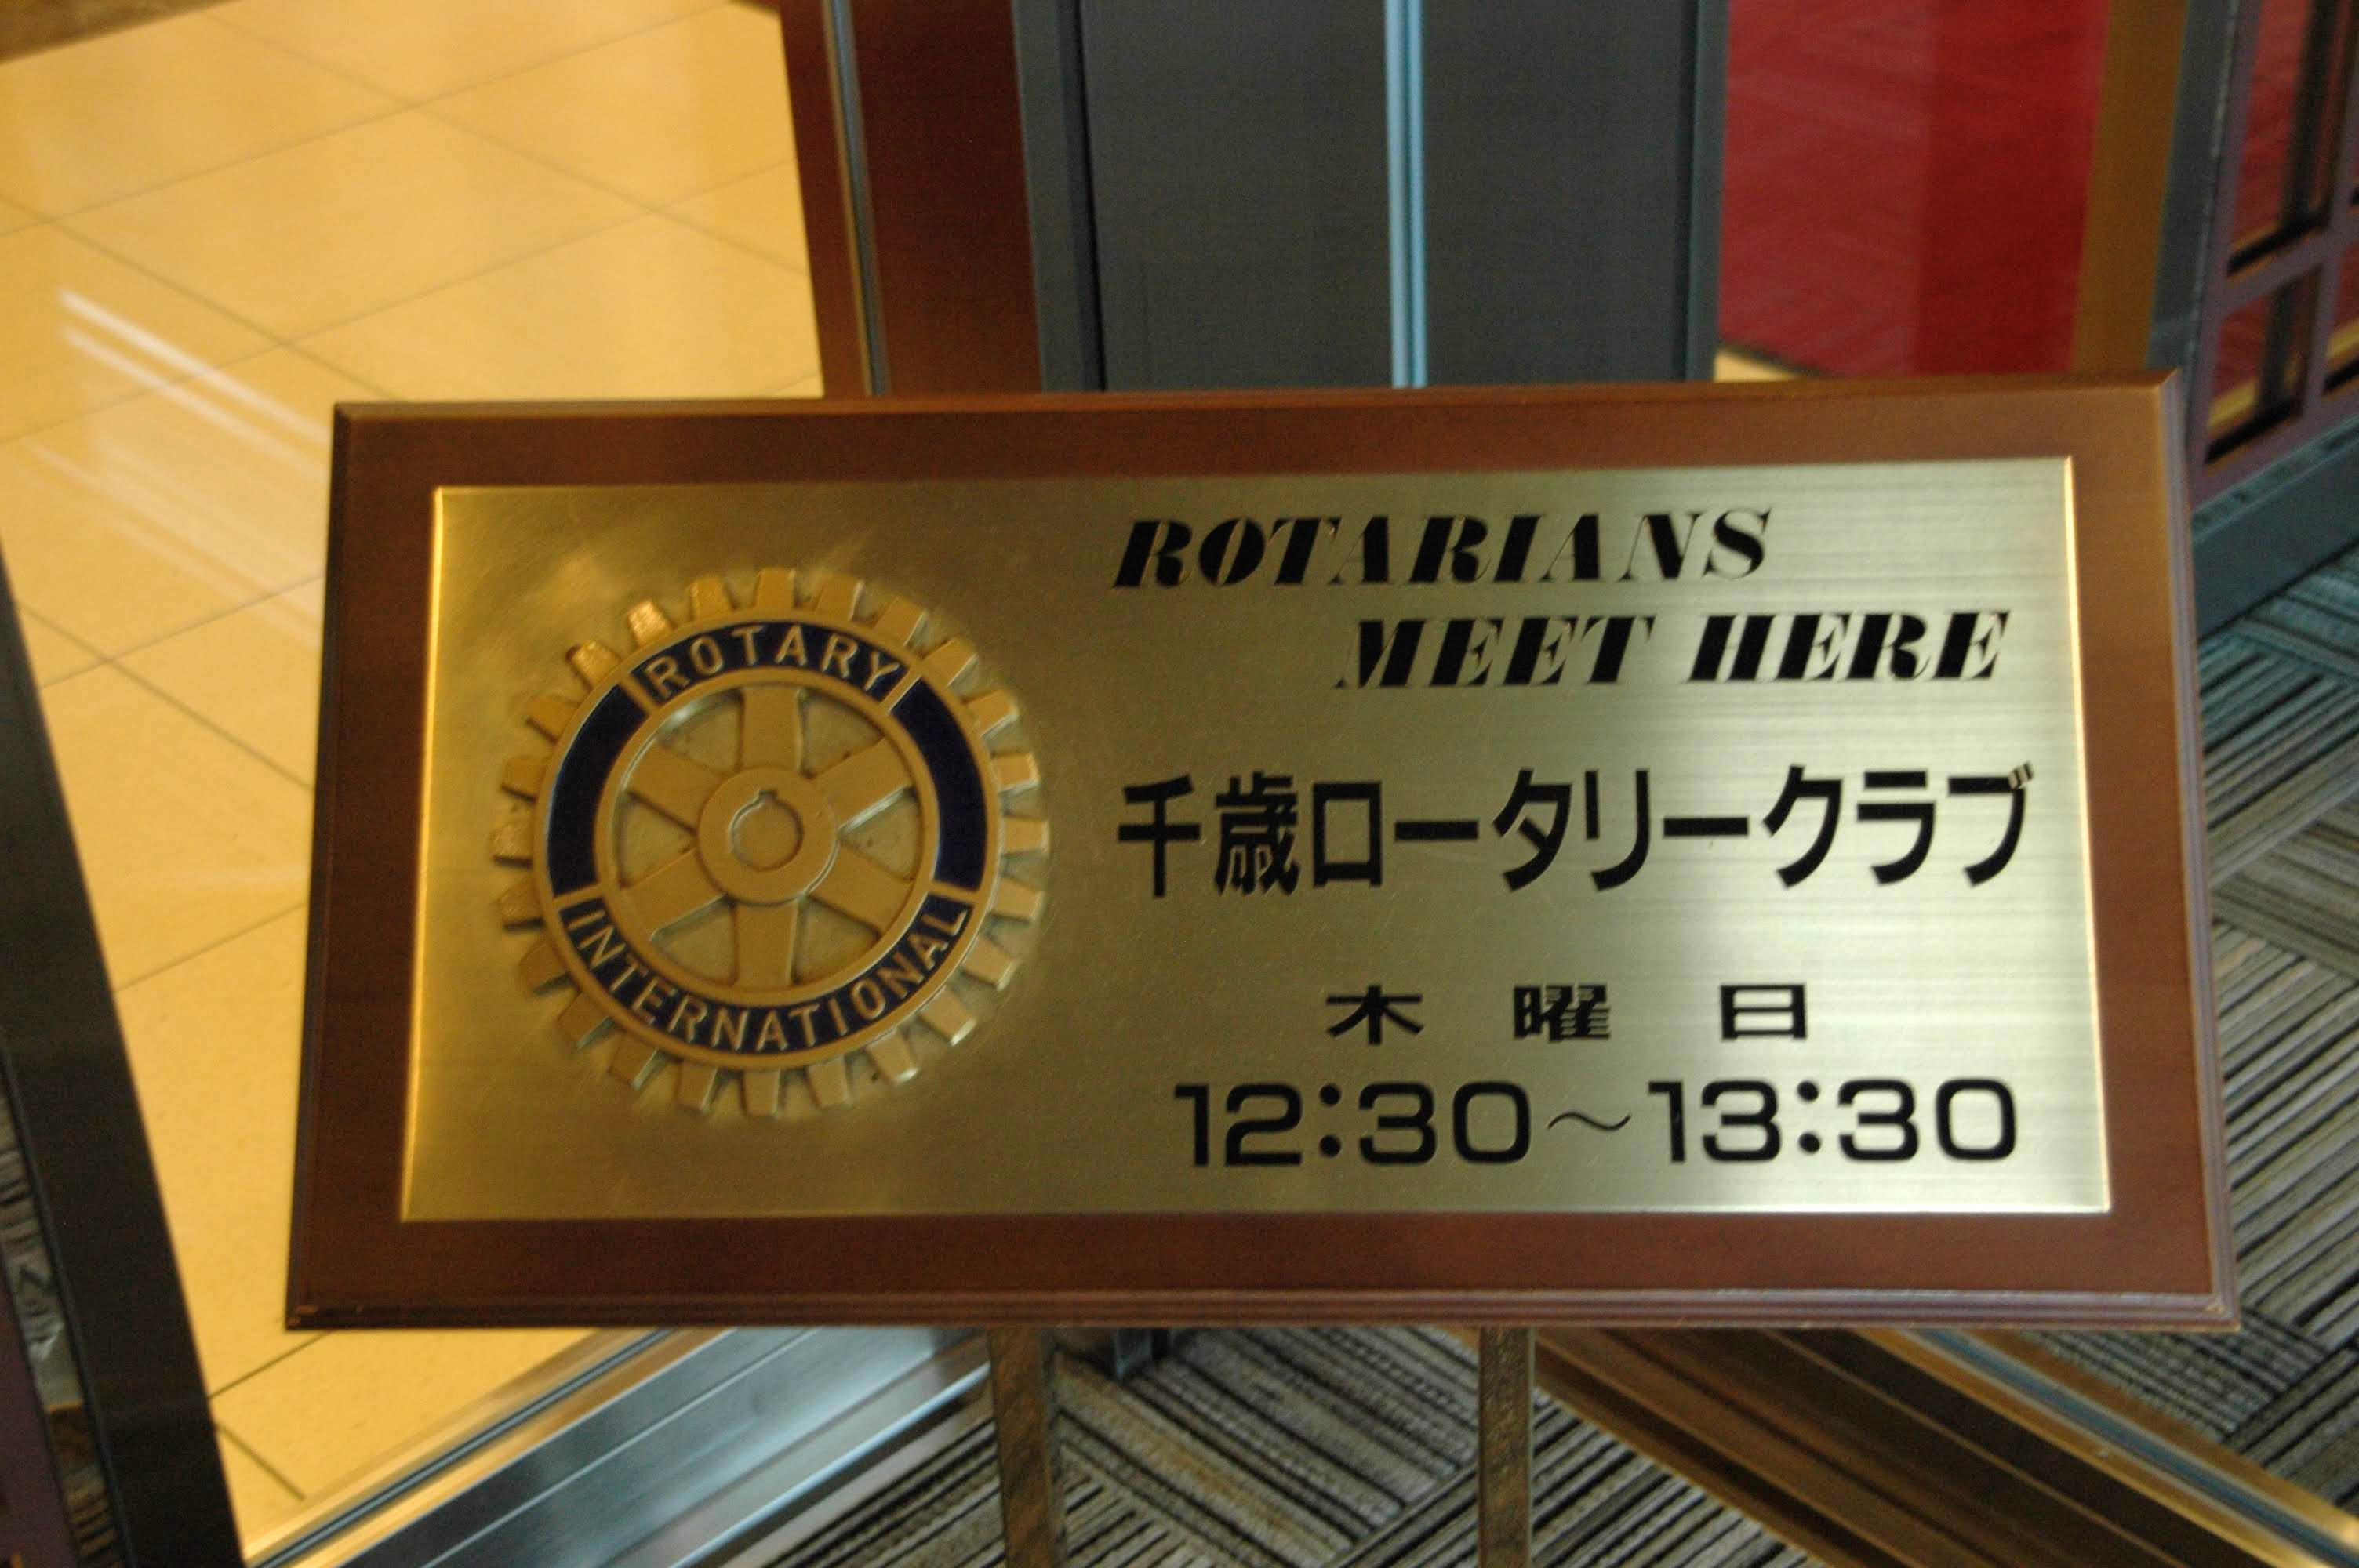 ROTARY
INTERNATIONAL
ROTARIANS
MEET HERE
千歳ロータリークラブ
木曜日
12:30～13:30